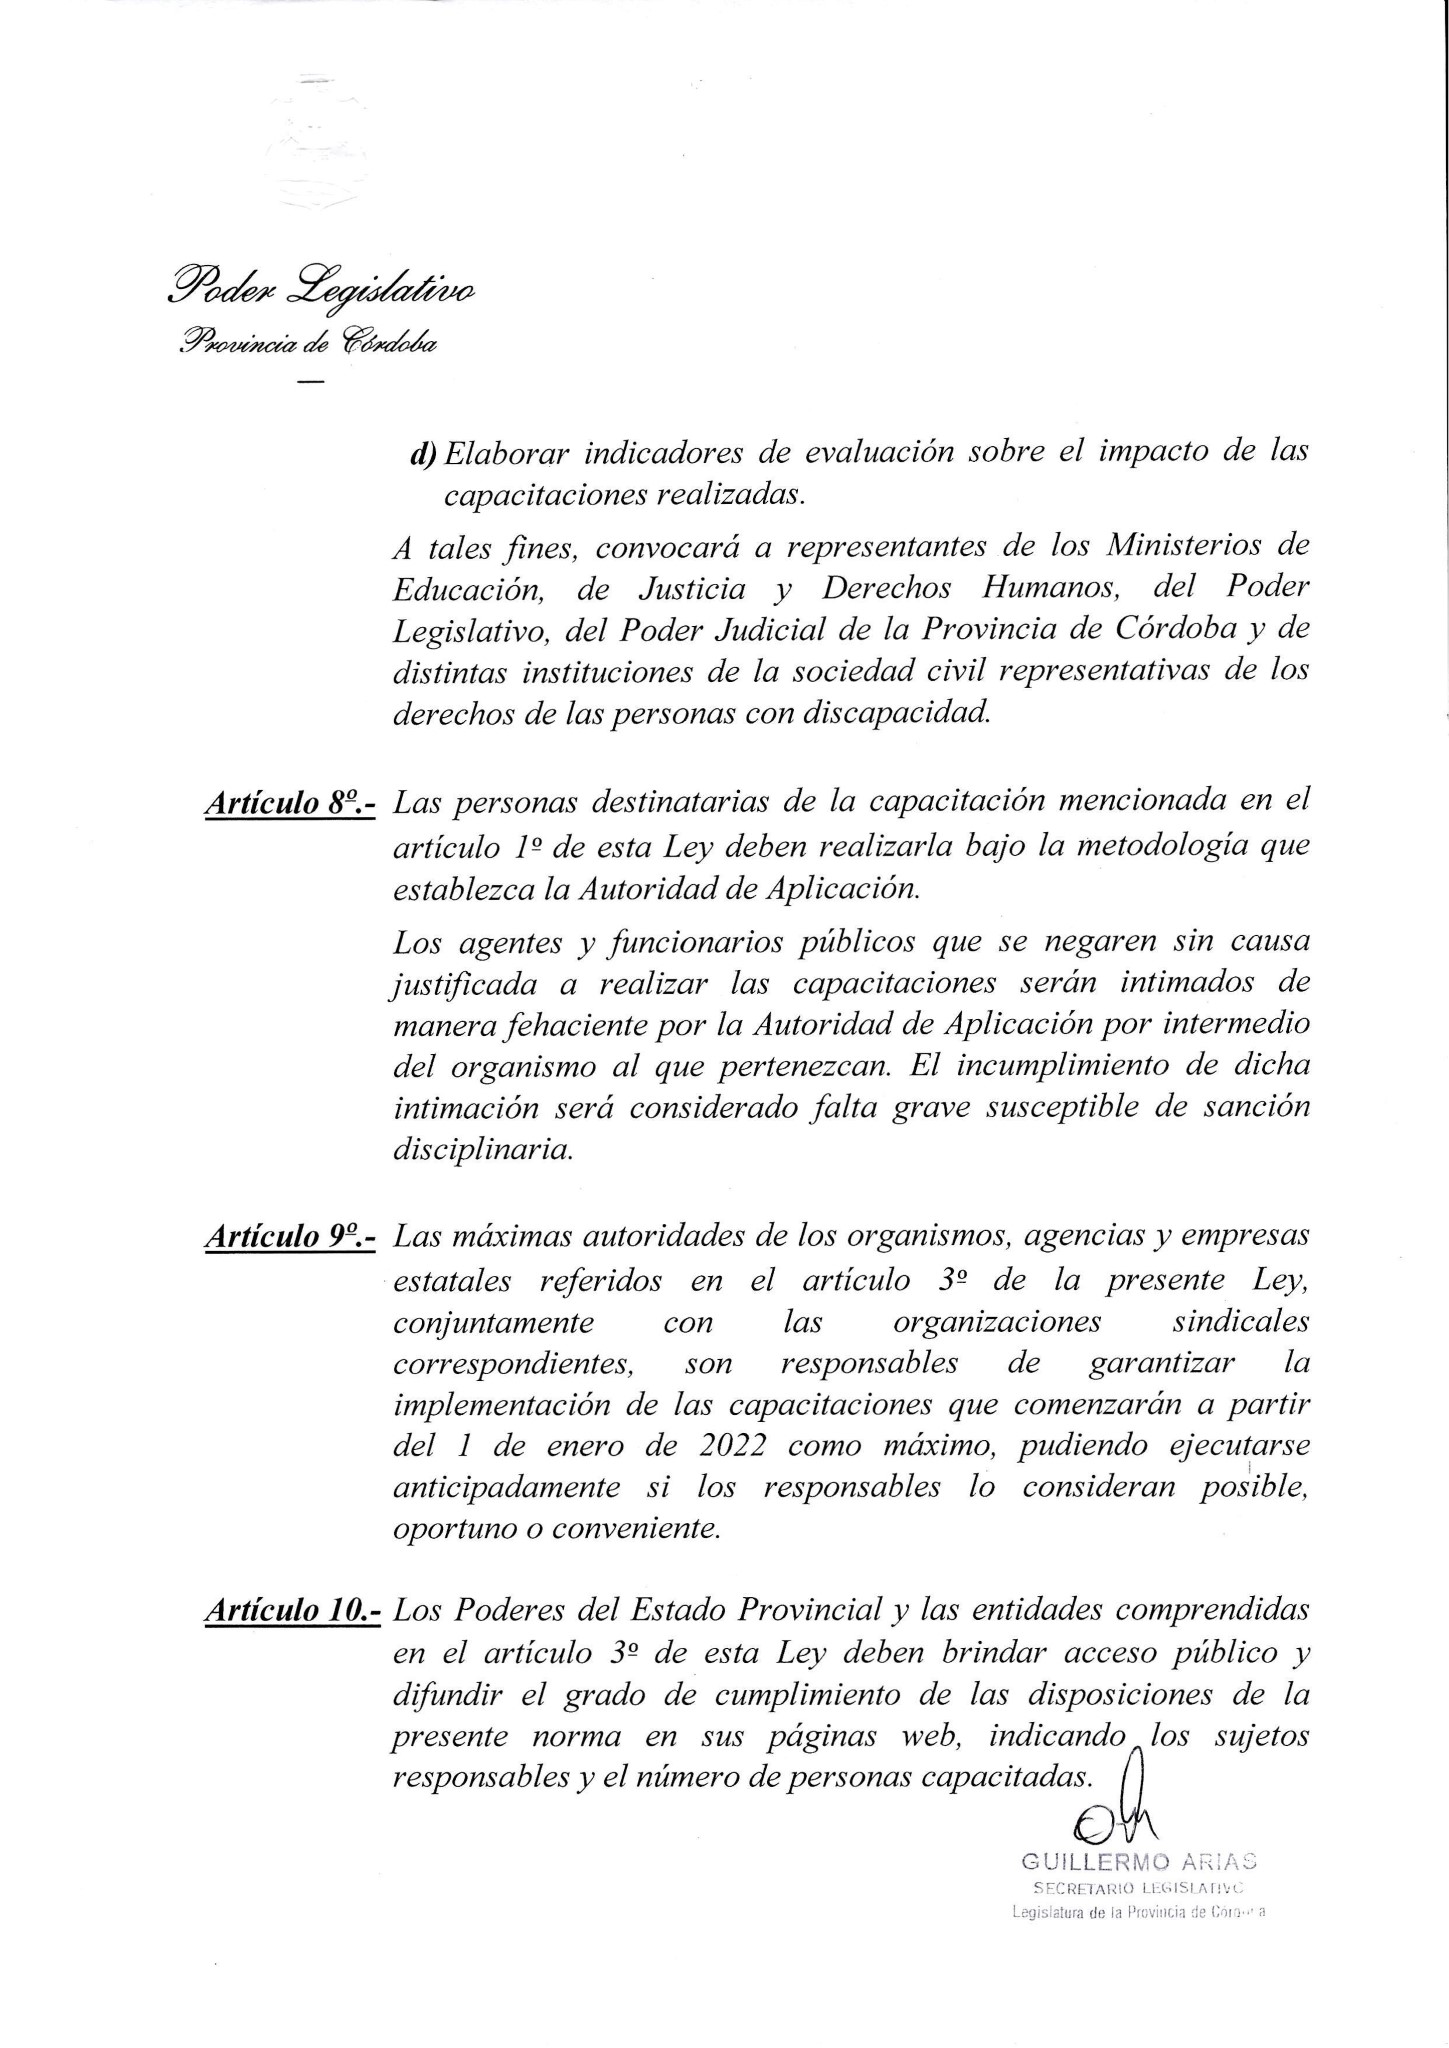 Poder Legislativo
Provincia de Córdoba
d) Elaborar indicadores de evaluación sobre el impacto de las
capacitaciones realizadas.
A tales fines, convocará a representantes de los Ministerios de
Educación, de Justicia y Derechos Humanos, del Poder
Legislativo, del Poder Judicial de la Provincia de Córdoba y de
distintas instituciones de la sociedad civil representativas de los
derechos de las personas con discapacidad.
Artículo 8º.- Las personas destinatarias de la capacitación mencionada en el
artículo 1º de esta Ley deben realizarla bajo la metodología que
establezca la Autoridad de Aplicación.
Los agentes y funcionarios públicos que se negaren sin causa
justificada a realizar las capacitaciones serán intimados de
manera fehaciente por la Autoridad de Aplicación por intermedio
del organismo al que pertenezcan. El incumplimiento de dicha
intimación será considerado falta grave susceptible de sanción
disciplinaria.
Artículo 9º.- Las máximas autoridades de los organismos, agencias y empresas
estatales referidos en el artículo 3º de la presente Ley,
conjuntamente con las organizaciones sindicales
correspondientes, son responsables de garantizar la
implementación de las capacitaciones que comenzarán a partir
del 1 de enero de 2022 como máximo, pudiendo ejecutarse
anticipadamente si los responsables lo consideran posible,
oportuno o conveniente.
Artículo 10.- Los Poderes del Estado Provincial y las entidades comprendidas
en el artículo 3º de esta Ley deben brindar acceso público y
difundir el grado de cumplimiento de las disposiciones de la
presente norma en sus páginas web, indicando los sujetos
responsables y el número de personas capacitadas.
GUILLERMO ARIAS
SECRETARIO LEGISLATIVO
Legislatura de la Provincia de Córdoba